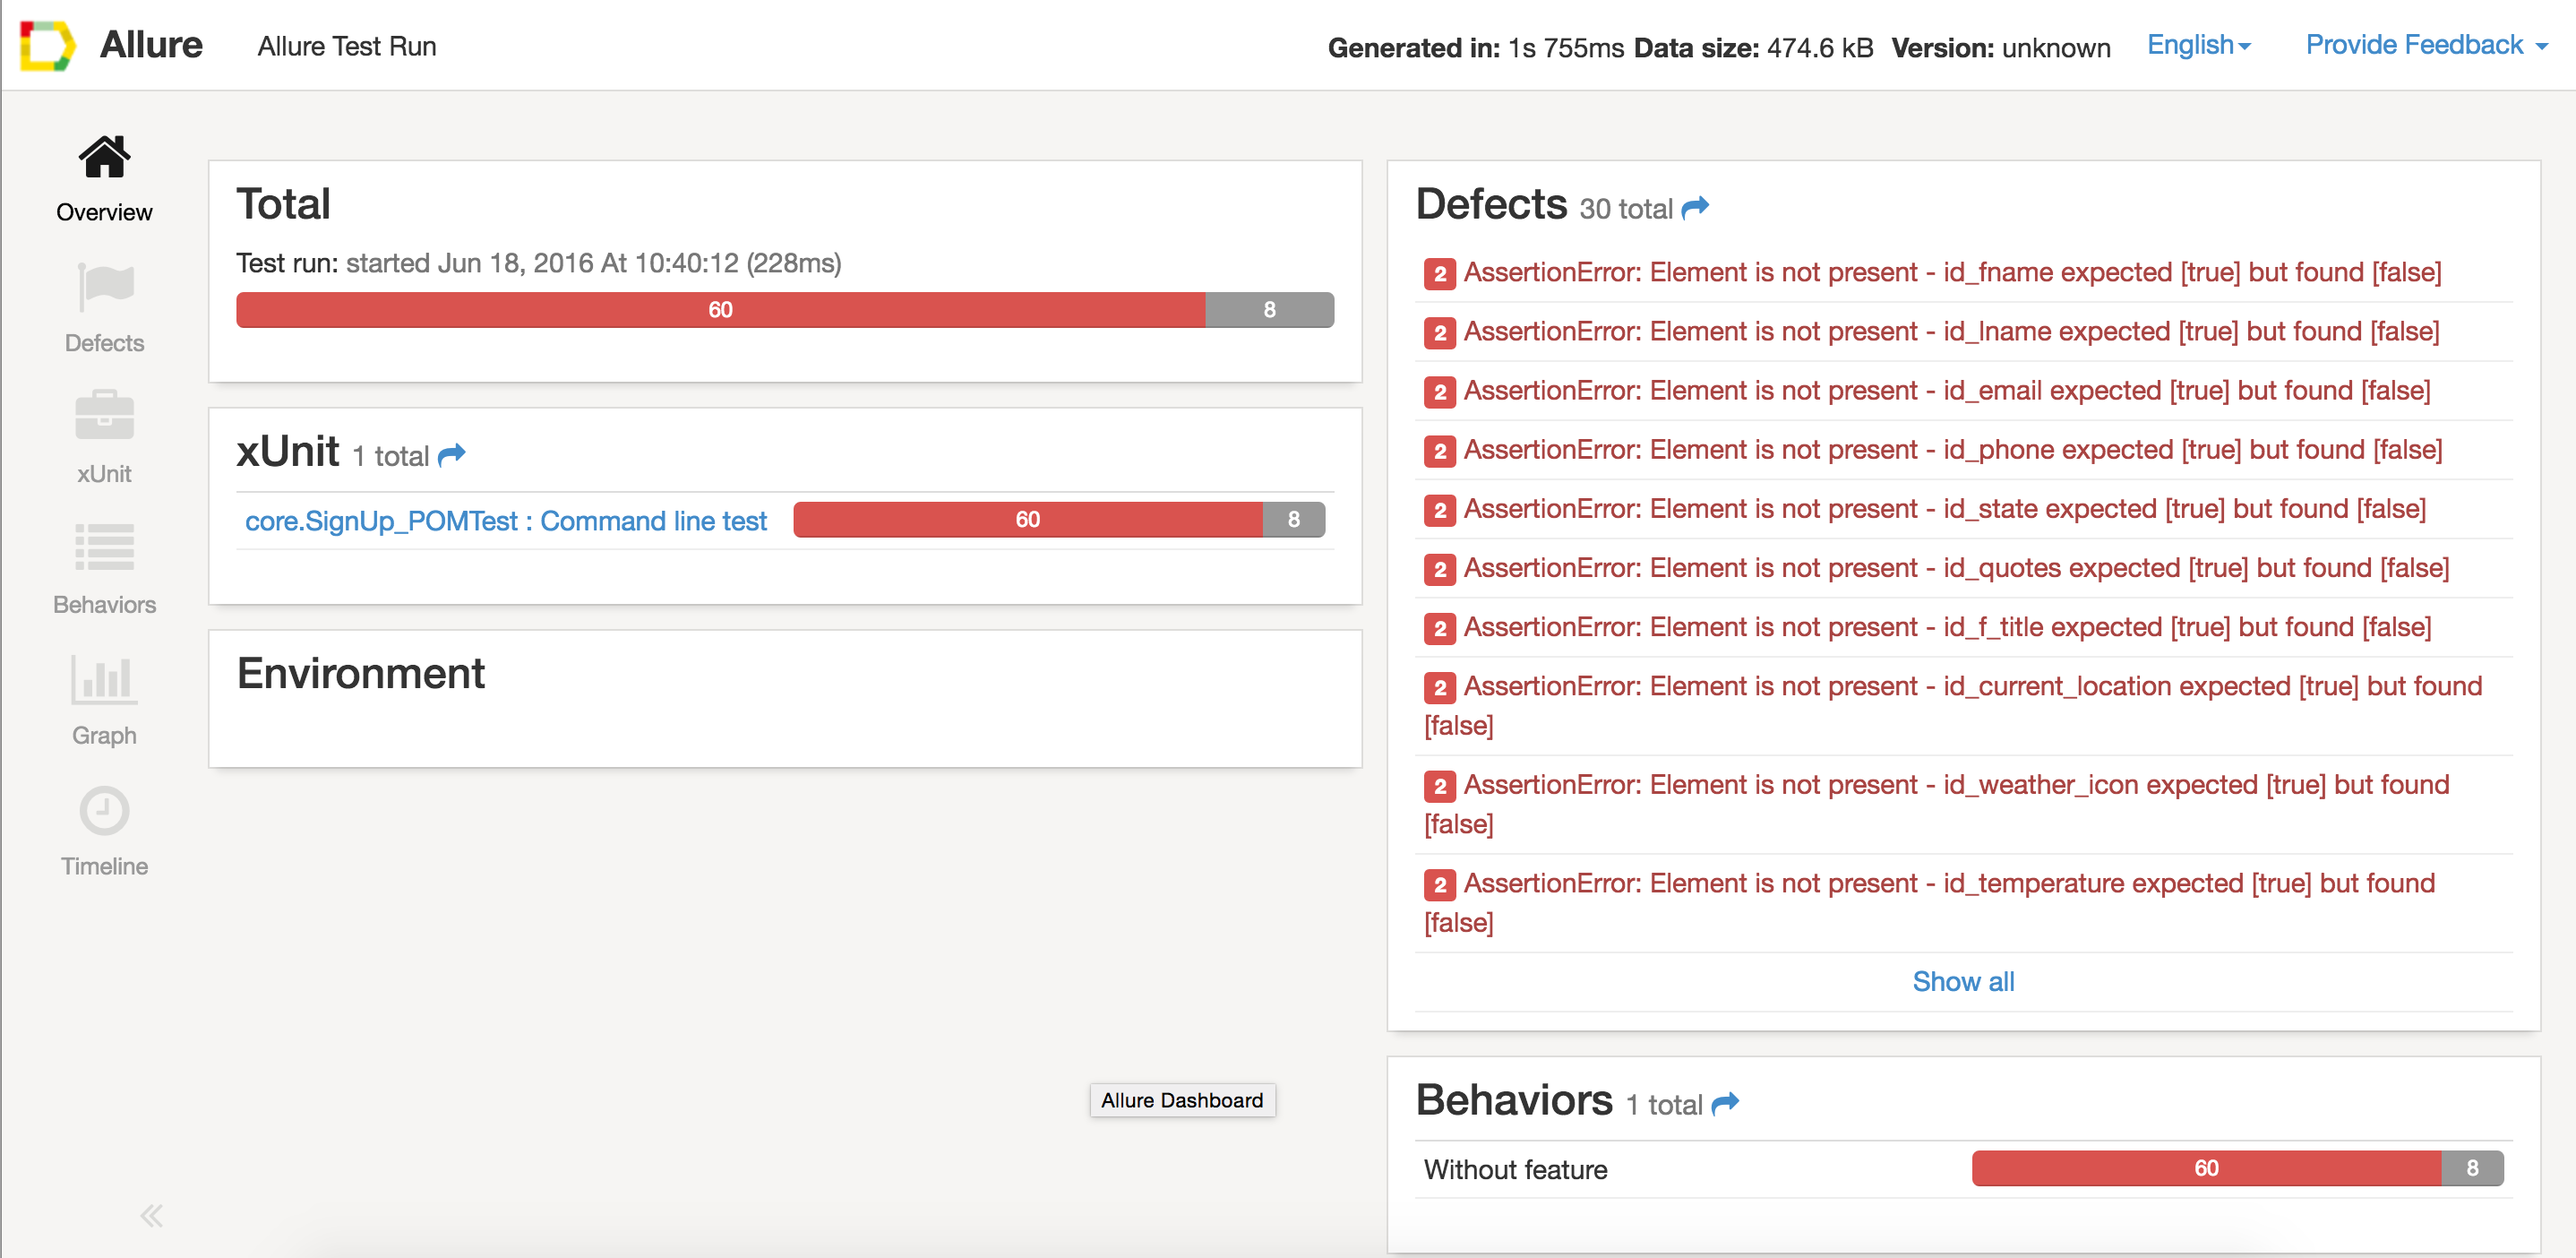 Allure
Allure Test Run
Generated in: 1s 755ms Data size: 474.6 kB Version: unknown
English
Provide Feedback
Overview
Defects
xUnit
Behaviors
Graph
Timeline
Total
Test run: started Jun 18, 2016 At 10:40:12 (228ms)
60 8
xUnit 1 total
core.SignUp_POMTest : Command line test 60 8
Environment
Defects 30 total
2 AssertionError: Element is not present - id_fname expected [true] but found [false]
2 AssertionError: Element is not present - id_lname expected [true] but found [false]
2 AssertionError: Element is not present - id_email expected [true] but found [false]
2 AssertionError: Element is not present - id_phone expected [true] but found [false]
2 AssertionError: Element is not present - id_state expected [true] but found [false]
2 AssertionError: Element is not present - id_quotes expected [true] but found [false]
2 AssertionError: Element is not present - id_f_title expected [true] but found [false]
2 AssertionError: Element is not present - id_current_location expected [true] but found
[false]
2 AssertionError: Element is not present - id_weather_icon expected [true] but found
[false]
2 AssertionError: Element is not present - id_temperature expected [true] but found
[false]
Show all
Allure Dashboard
Behaviors 1 total
Without feature 60 8